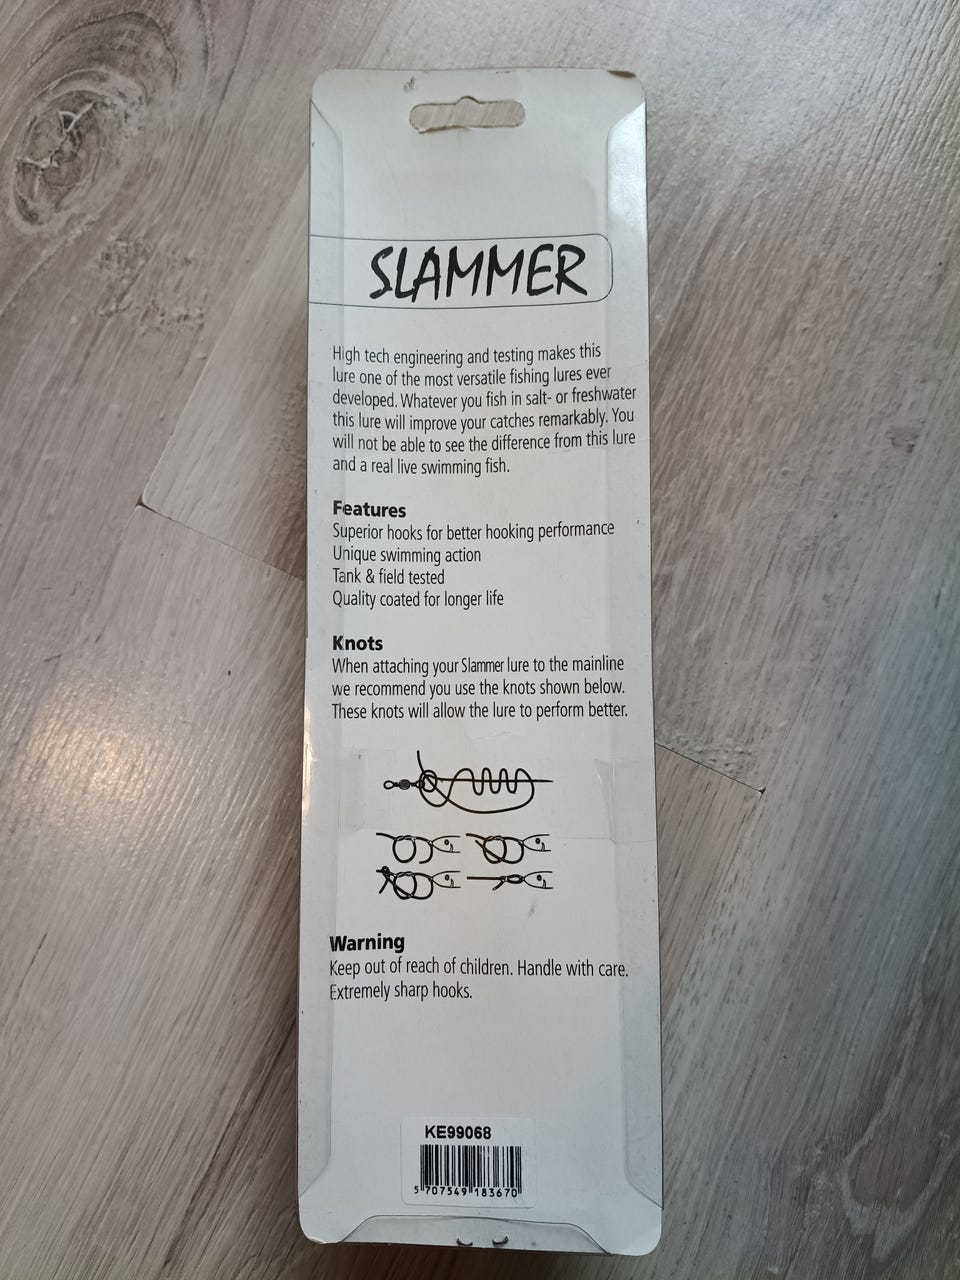 SLAMMER
High tech engineering and testing makes this
lure one of the most versatile fishing lures ever
developed. Whatever you fish in salt- or freshwater
this lure will improve your catches remarkably. You
will not be able to see the difference from this lure
and a real live swimming fish.
Features
Superior hooks for better hooking performance
Unique swimming action
Tank & field tested
Quality coated for longer life
Knots
When attaching your Slammer lure to the mainline
we recommend you use the knots shown below.
These knots will allow the lure to perform better.
Warning
Keep out of reach of children. Handle with care.
Extremely sharp hooks.
KE99068
5 707549 183670